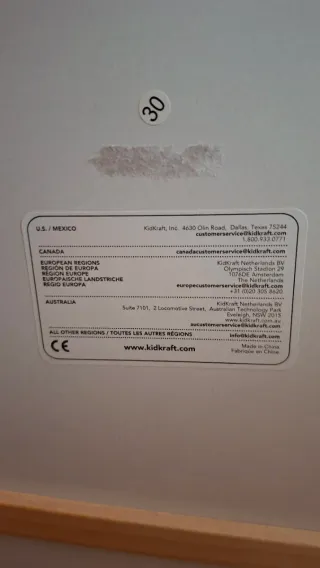 30
U.S. / MEXICO KidKraft, Inc. 4630 Olin Road, Dallas, Texas 75244
customerservice@kidkraft.com
1.800.933.0771
CANADA canadacustomerservice@kidkraft.com
EUROPEAN REGIONS KidKraft Netherlands BV
REGIÓN DE EUROPA Olympisch Stadion 29
RÉGION EUROPE 1076DE Amsterdam
EUROPÄISCHE LANDSTRICHE The Netherlands
REGIO EUROPA europecustomerservice@kidkraft.com
+31 (0)20 305 8620
AUSTRALIA KidKraft Netherlands BV
Suite 7101, 2 Locomotive Street, Australian Technology Park
Eveleigh, NSW 2015
www.kidkraft.com.au
aucustomerservice@kidkraft.com
ALL OTHER REGIONS / TOUTES LES AUTRES RÉGIONS info@kidkraft.com
CE www.kidkraft.com Made in China
Fabriqué en Chine